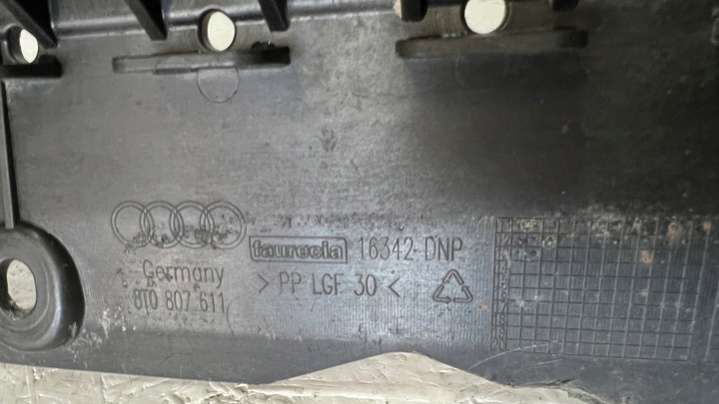 faurecia 16342-DNP
Germany > PP LGF 30 <
8T0 807 611